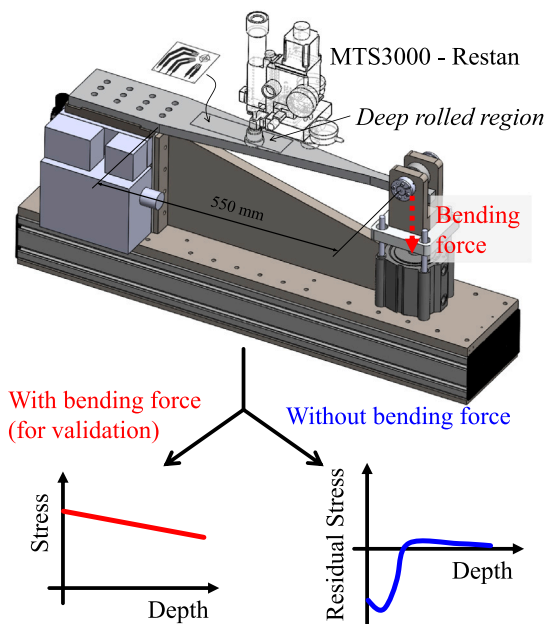 MTS3000 - Restan
Deep rolled region
550 mm
Bending
force
With bending force
(for validation)
Without bending force
Stress
Depth
Residual Stress
Depth